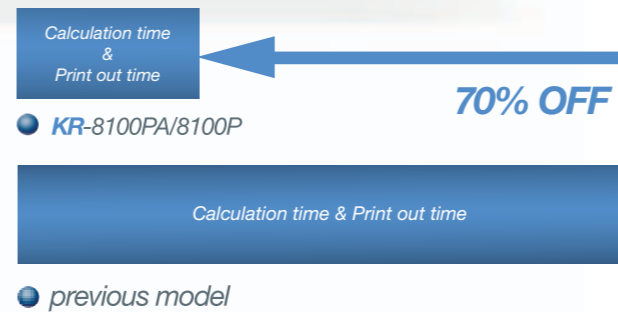 Calculation time
&
Print out time
70% OFF
KR-8100PA/8100P
Calculation time & Print out time
previous model